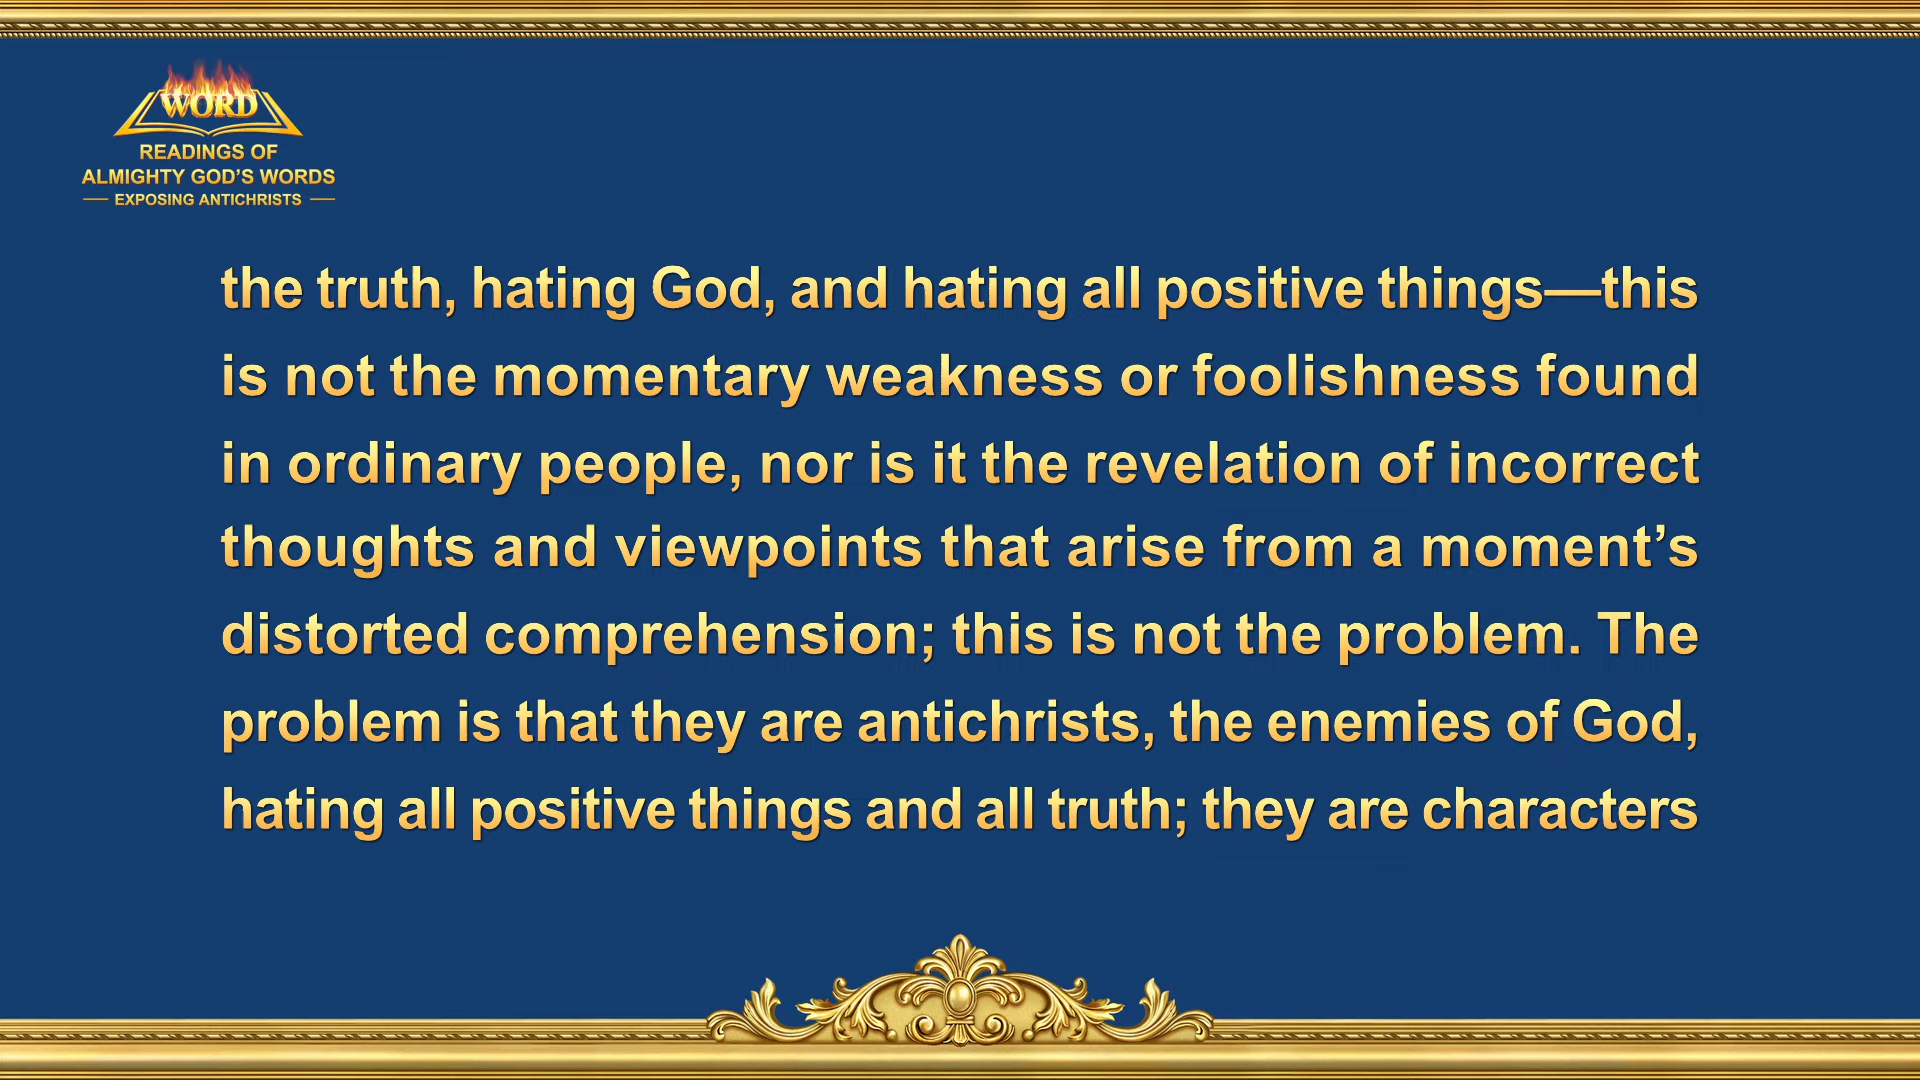 WORD
READINGS OF
ALMIGHTY GOD’S WORDS
EXPOSING ANTICHRISTS
the truth, hating God, and hating all positive things—this
is not the momentary weakness or foolishness found
in ordinary people, nor is it the revelation of incorrect
thoughts and viewpoints that arise from a moment’s
distorted comprehension; this is not the problem. The
problem is that they are antichrists, the enemies of God,
hating all positive things and all truth; they are characters